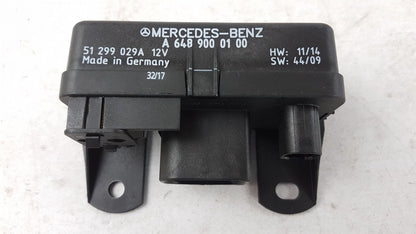 MERCEDES-BENZ
A 648 900 01 00
51 299 029A 12V
Made in Germany
32/17
HW: 11/14
SW: 44/09